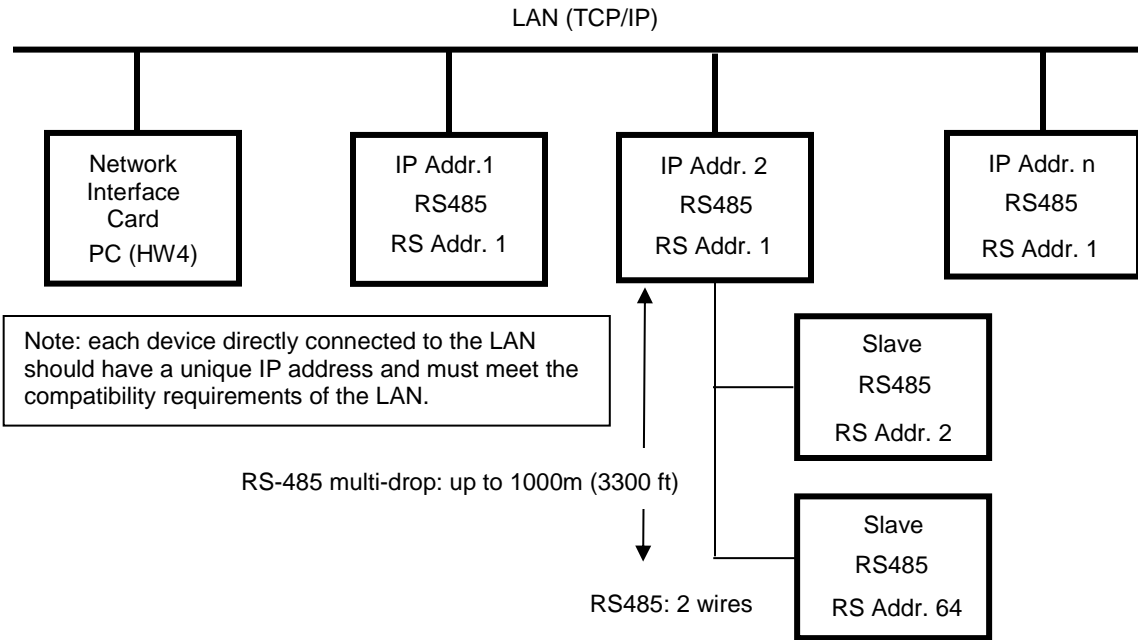 LAN (TCP/IP)
Network
Interface
Card
PC (HW4)
IP Addr.1
RS485
RS Addr. 1
IP Addr. 2
RS485
RS Addr. 1
IP Addr. n
RS485
RS Addr. 1
Note: each device directly connected to the LAN
should have a unique IP address and must meet the
compatibility requirements of the LAN.
Slave
RS485
RS Addr. 2
RS-485 multi-drop: up to 1000m (3300 ft)
Slave
RS485
RS Addr. 64
RS485: 2 wires